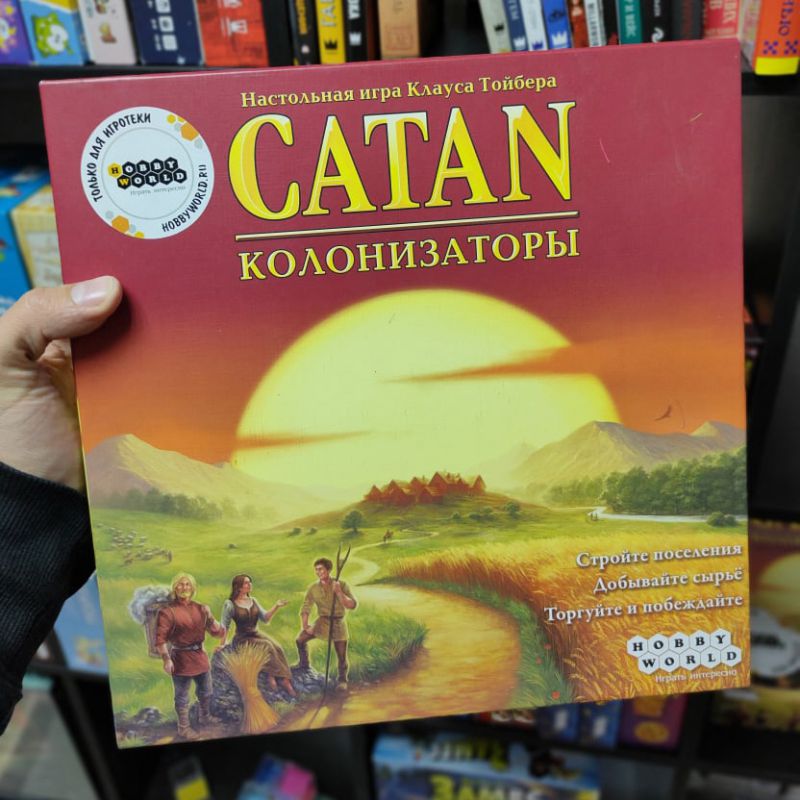 Настольная игра Клауса Тойбера
CATAN
КОЛОНИЗАТОРЫ
ТОЛЬКО ДЛЯ ИГРОТЕКИ
HOBBY
WORLD
Играть интересно
HOBBYWORLD.RU
Стройте поселения
Добывайте сырьё
Торгуйте и побеждайте
HOBBY
WORLD
Играть интересно